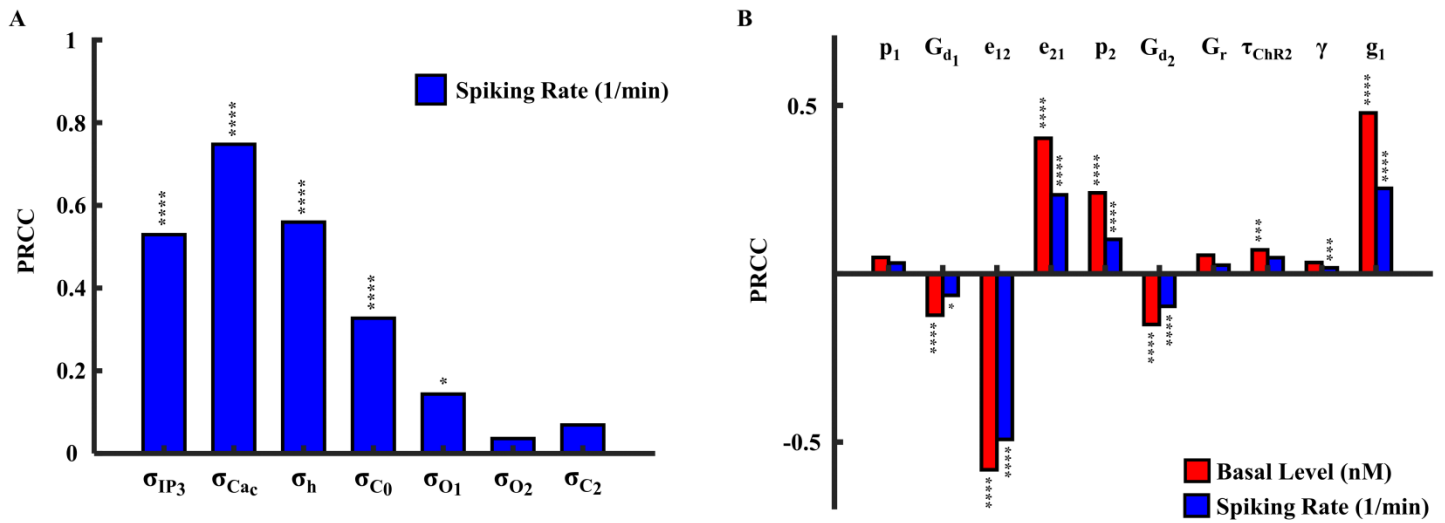 A
1
0.8
0.6
0.4
0.2
0
PRCC
Spiking Rate (1/min)
****
****
****
****
*
σIP3
σCac
σh
σC0
σO1
σO2
σC2
B
p1
Gd1
e12
e21
p2
Gd2
Gr
τChR2
γ
g1
0.5
-0.5
PRCC
****
*
****
****
****
****
****
****
****
****
***
***
****
****
Basal Level (nM)
Spiking Rate (1/min)